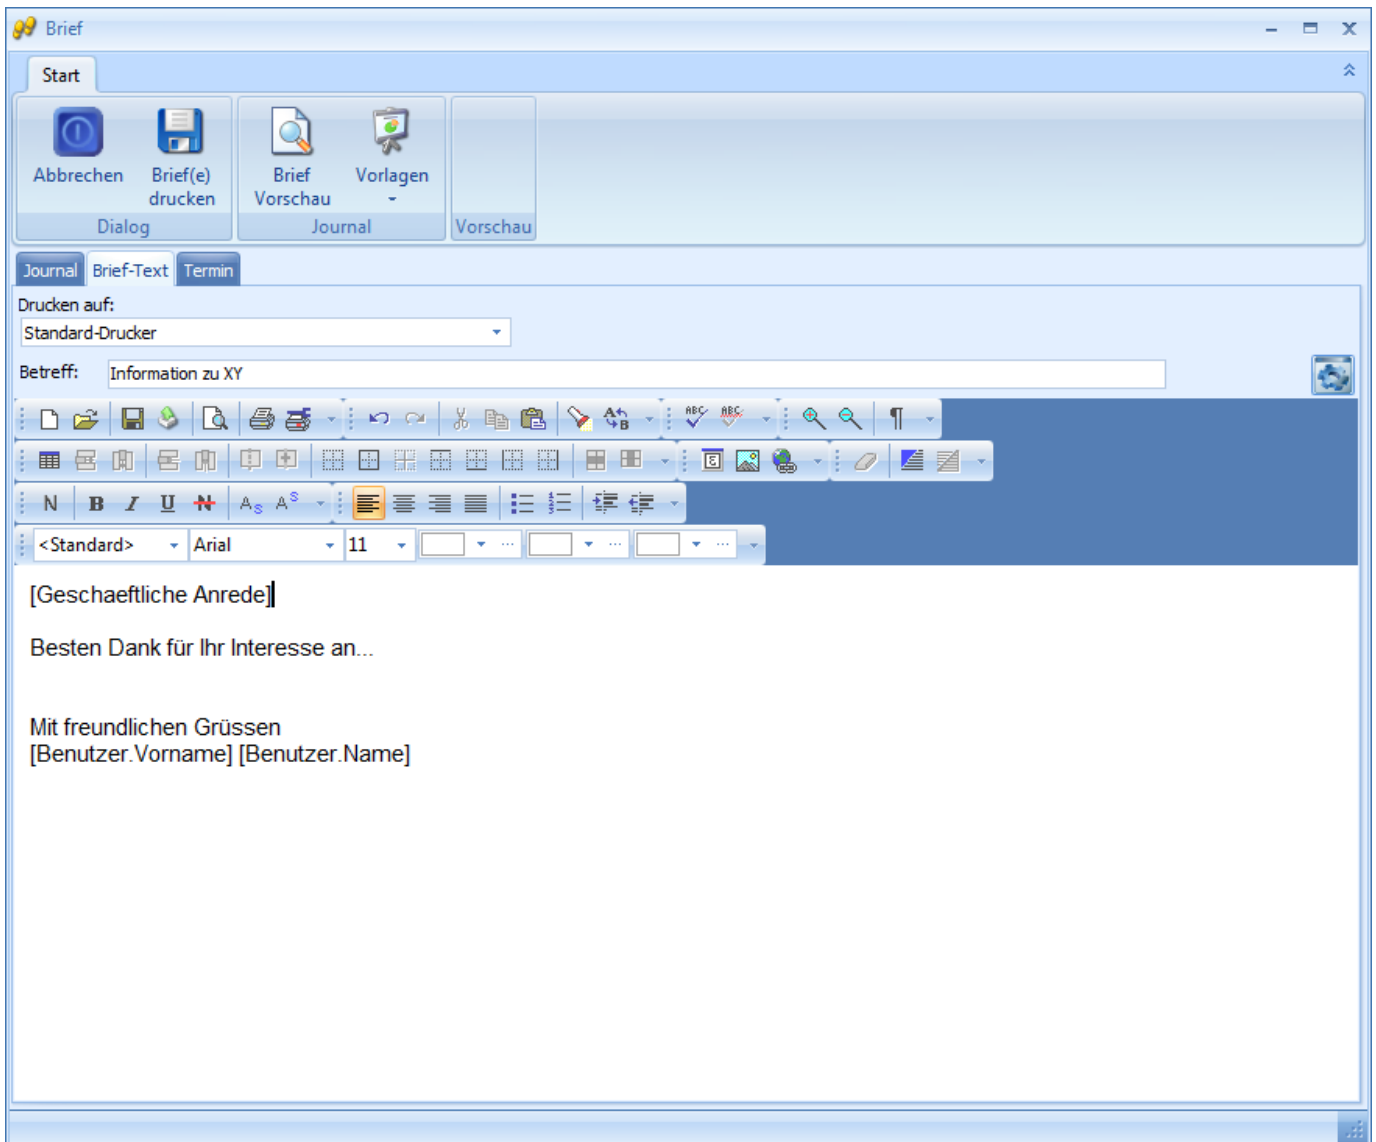 Brief
Start
Abbrechen
Brief(e)
drucken
Brief
Vorschau
Vorlagen
Dialog
Journal
Vorschau
Journal
Brief-Text
Termin
Drucken auf:
Standard-Drucker
Betreff:
Information zu XY
A B
ABC
ABC
N B I U N A S A S
<Standard>
Arial
11
[Geschaeftliche Anrede]
Besten Dank für Ihr Interesse an...
Mit freundlichen Grüssen
[Benutzer.Vorname] [Benutzer.Name]